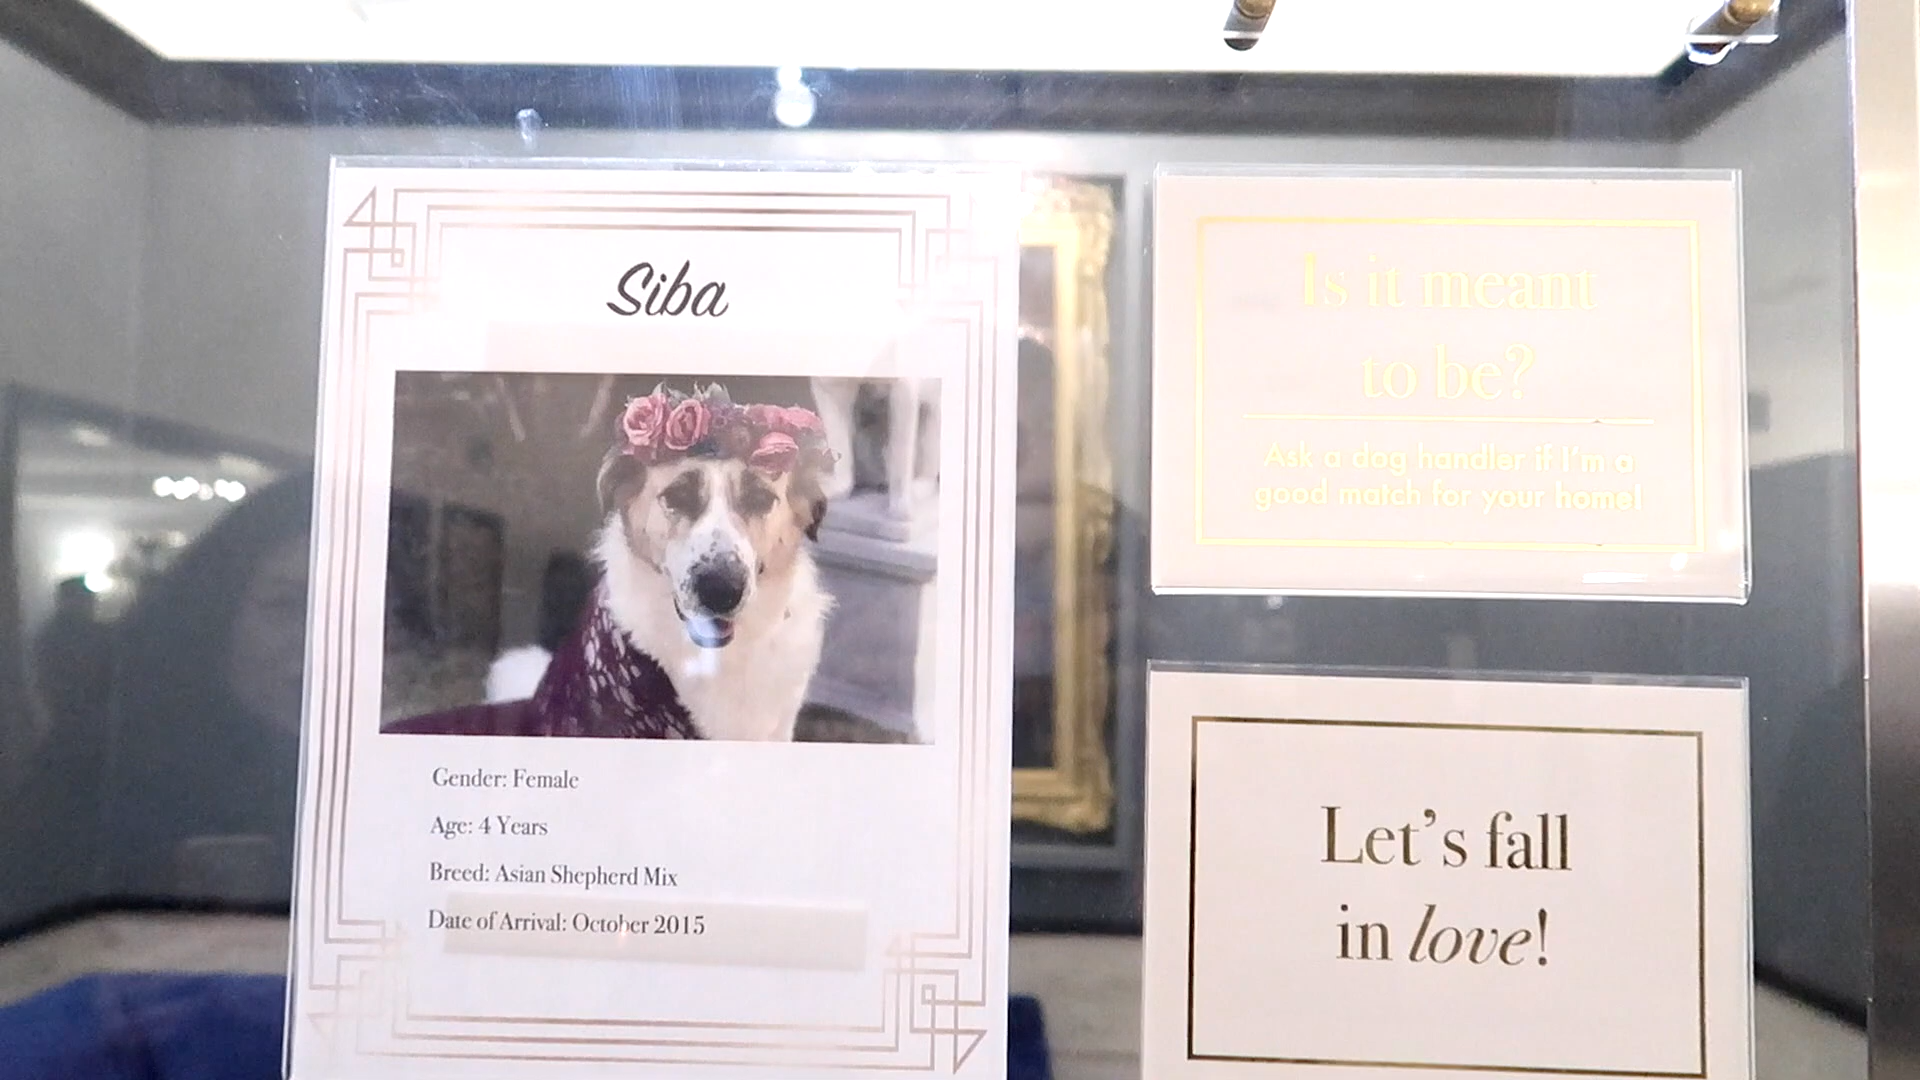 Siba
Gender: Female
Age: 4 Years
Breed: Asian Shepherd Mix
Date of Arrival: October 2015
Is it meant
to be?
Ask a dog handler if I'm a
good match for your home!
Let's fall
in love!